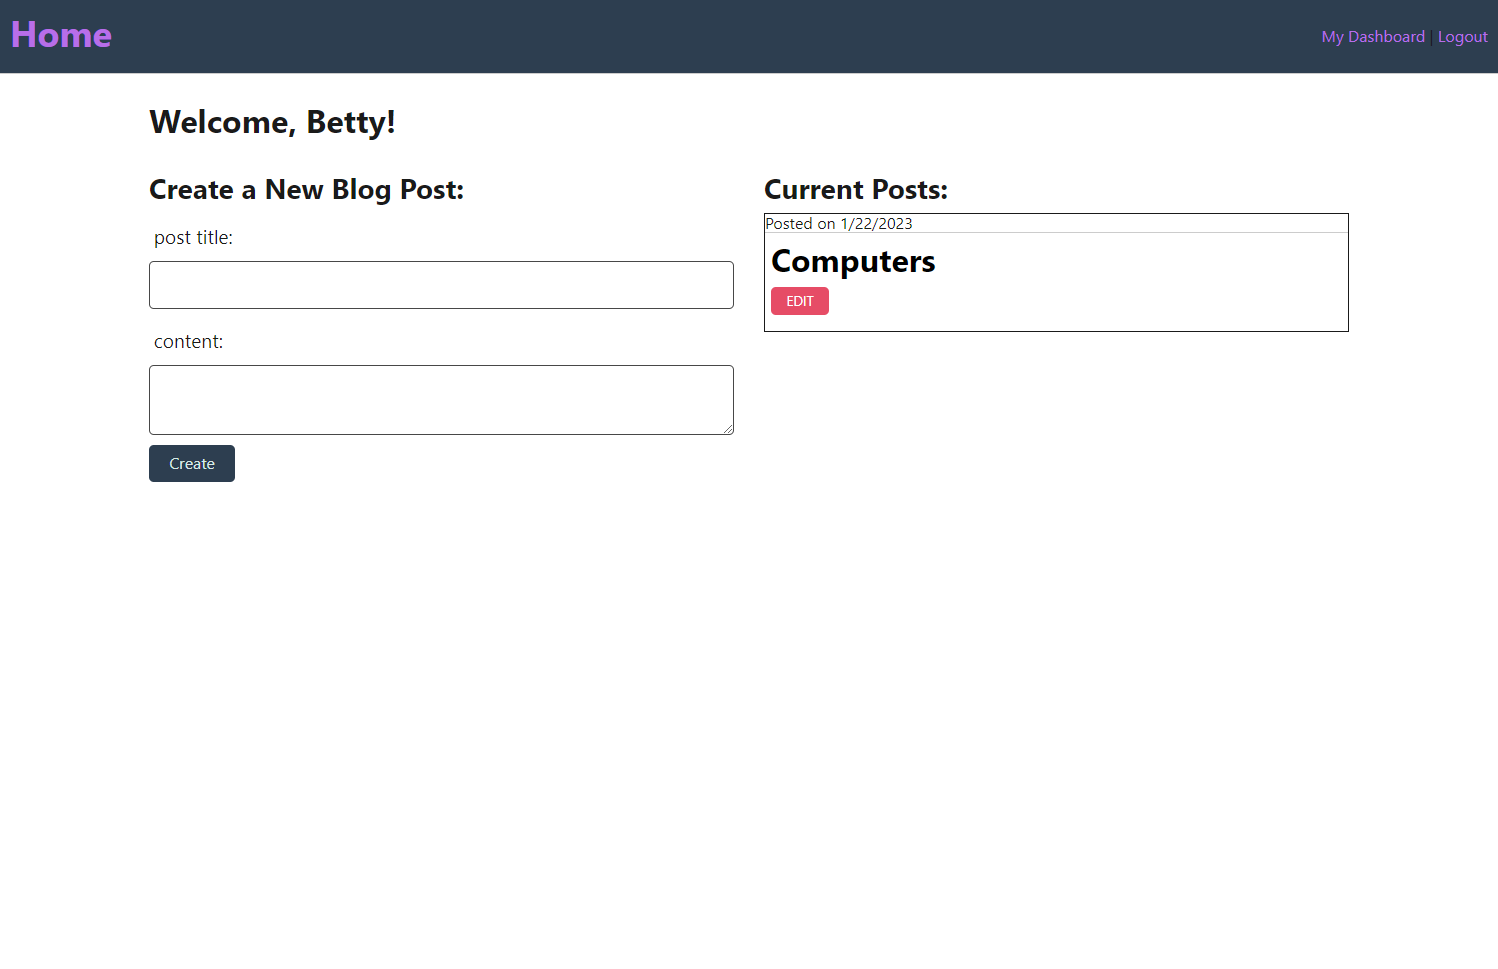 Home
My Dashboard | Logout
Welcome, Betty!
Create a New Blog Post:
post title:
content:
Create
Current Posts:
Posted on 1/22/2023
Computers
EDIT